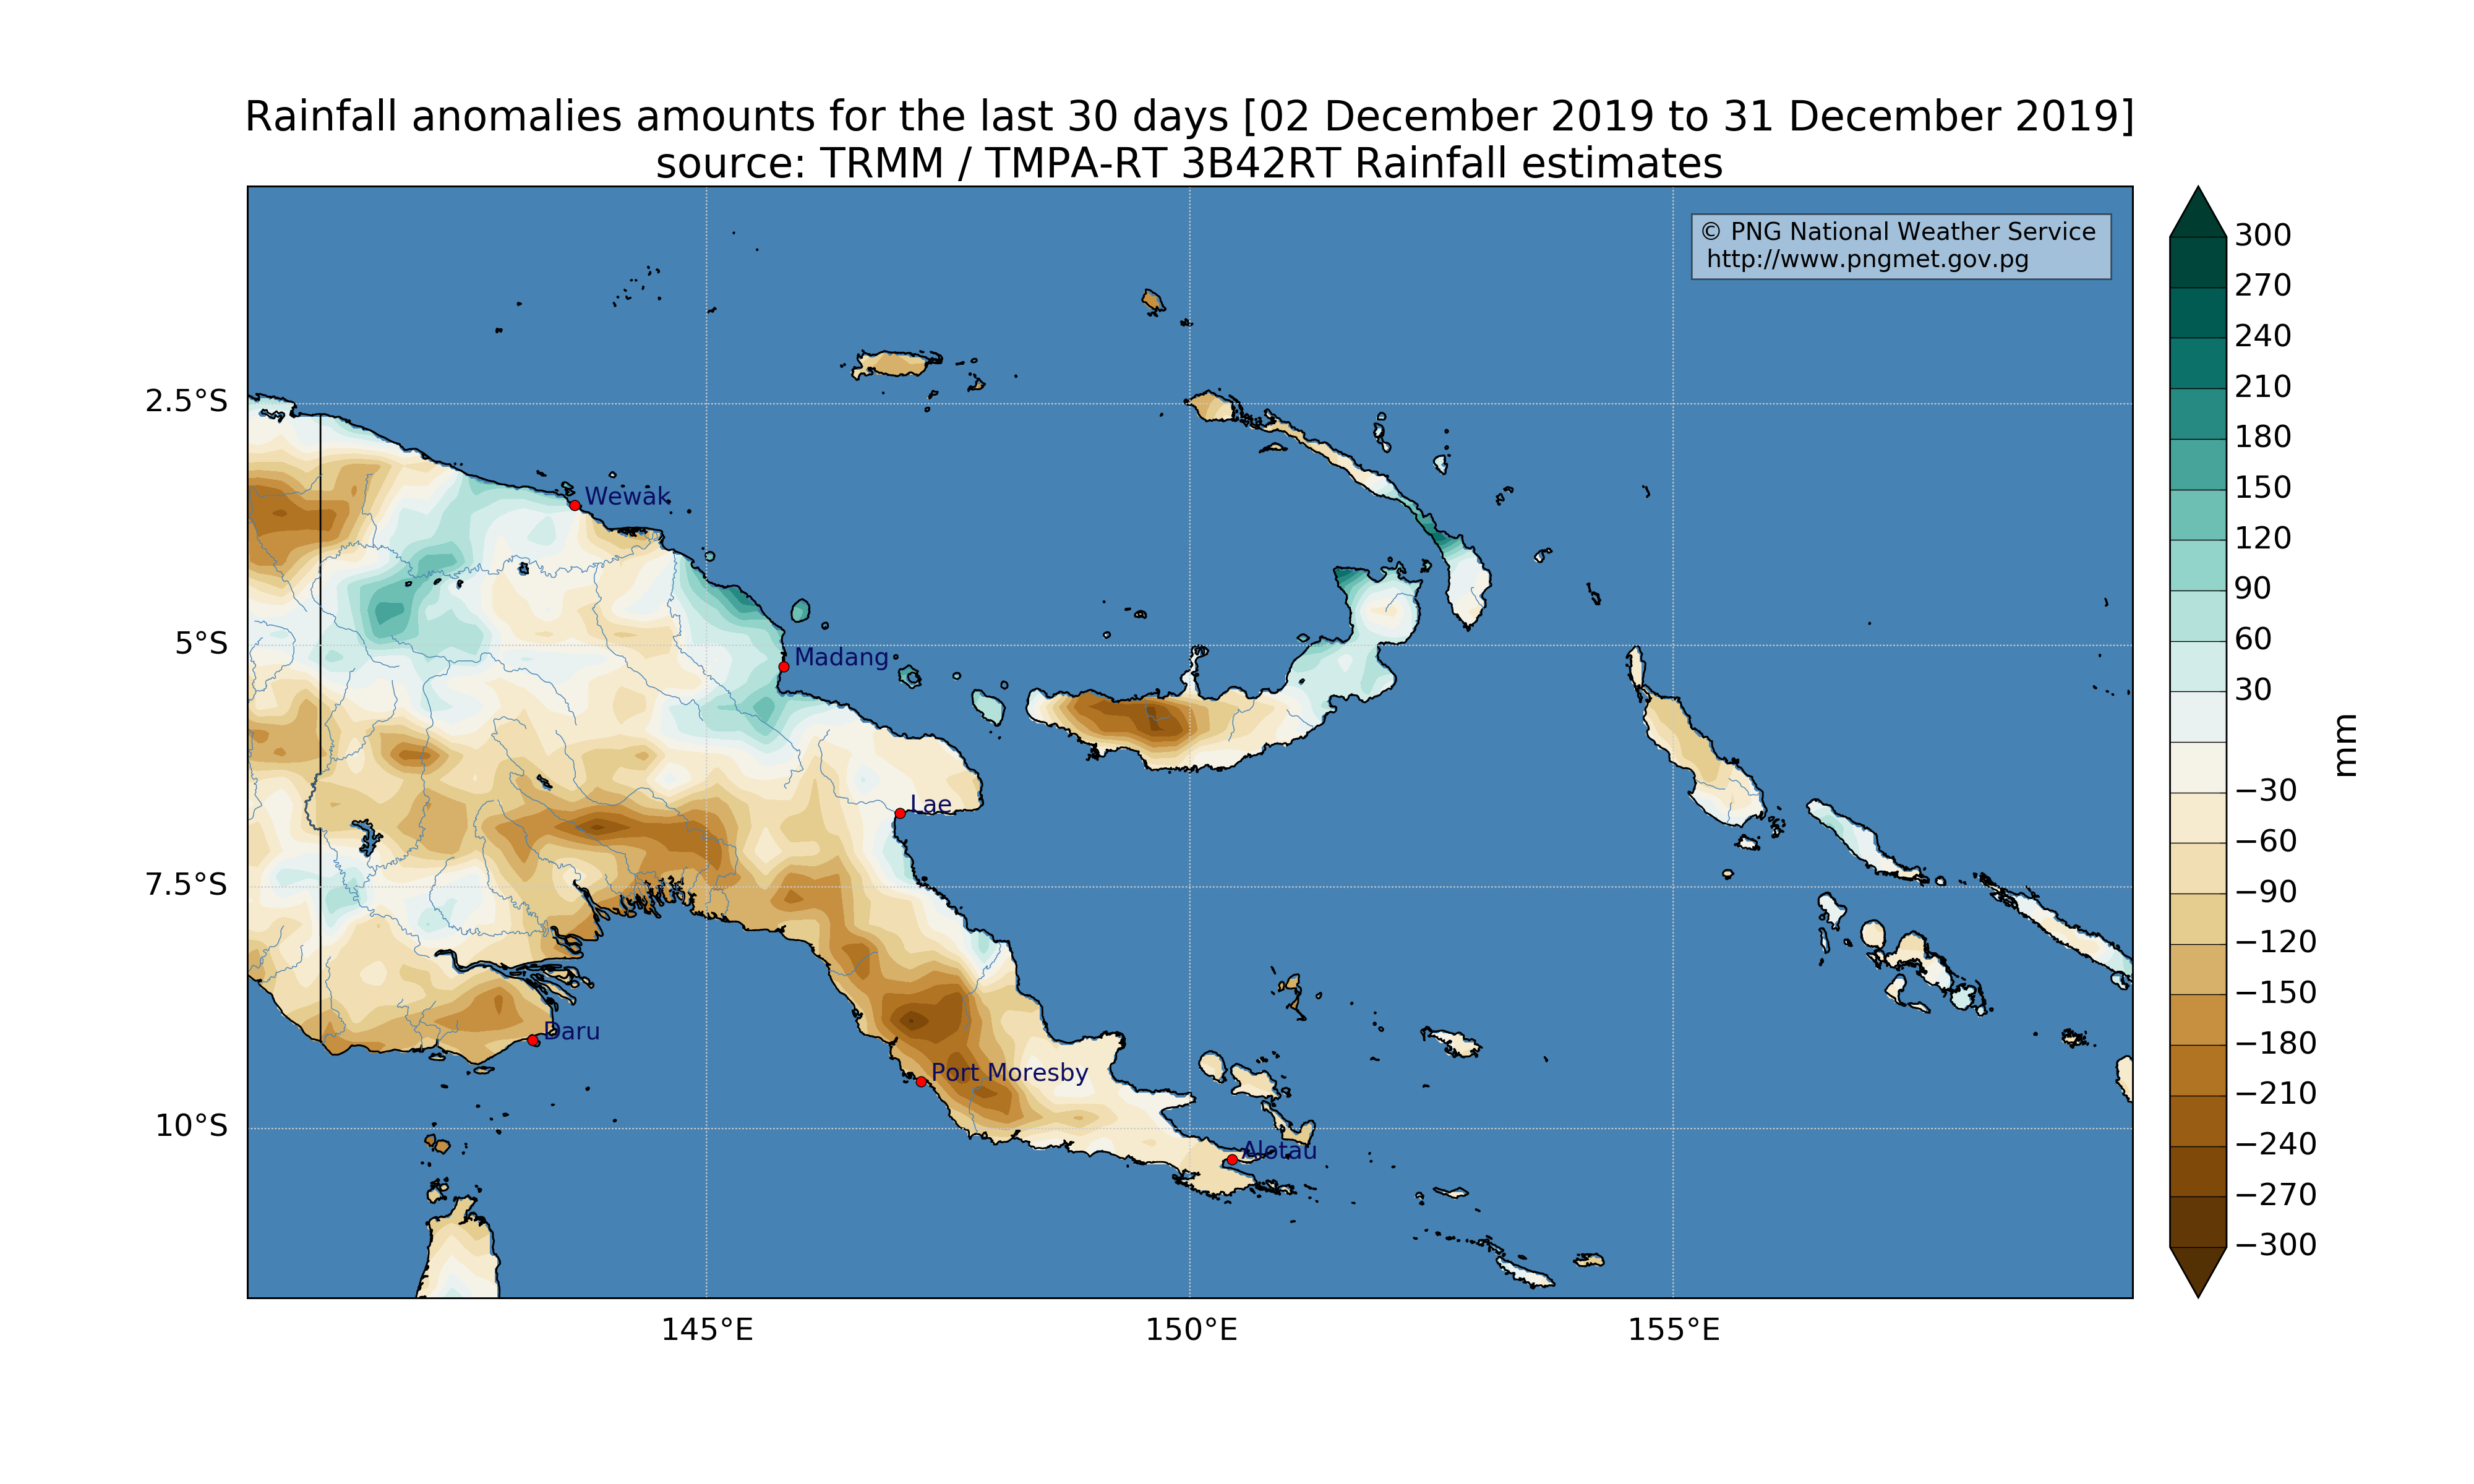 Rainfall anomalies amounts for the last 30 days [02 December 2019 to 31 December 2019]
source: TRMM / TMPA-RT 3B42RT Rainfall estimates
© PNG National Weather Service
http://www.pngmet.gov.pg
2.5°S
5°S
7.5°S
10°S
Wewak
Madang
Lae
Daru
Port Moresby
Alotau
145°E
150°E
155°E
300
270
240
210
180
150
120
90
60
30
−30
−60
−90
−120
−150
−180
−210
−240
−270
−300
mm